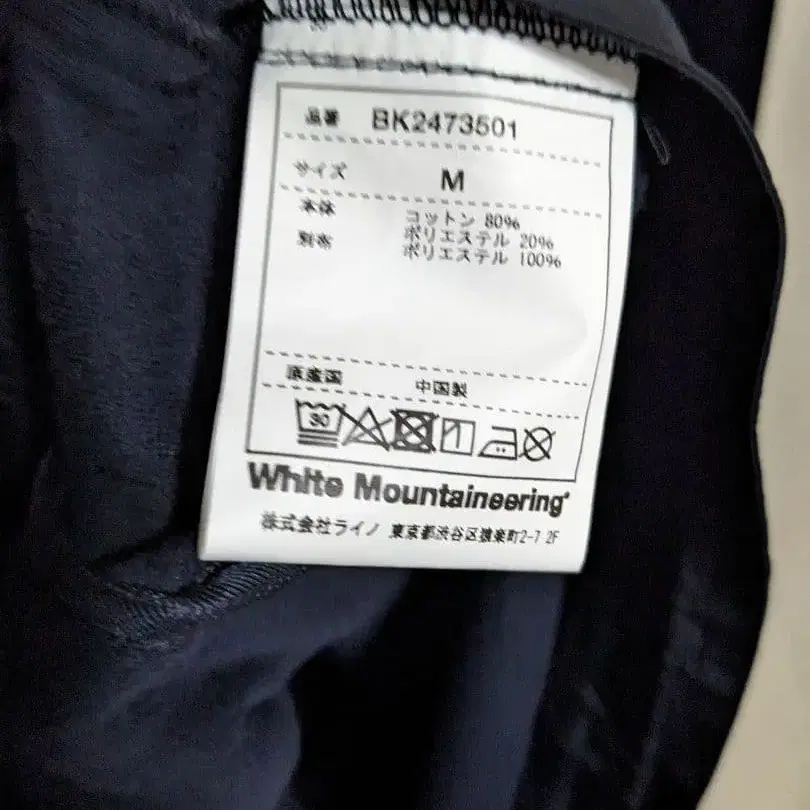 品番 BK2473501
サイズ M
本体 コットン 80%
ポリエステル 20%
別布 ポリエステル 100%
原産国 中国製
30
White Mountaineering
株式会社ライノ 東京都渋谷区猿楽町2-7 2F